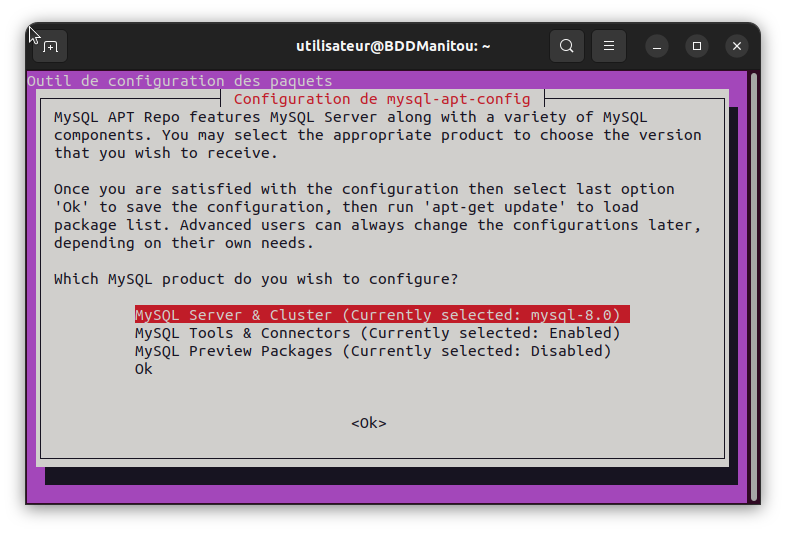 utilisateur@BDDManitou: ~
Outil de configuration des paquets
Configuration de mysql-apt-config
MySQL APT Repo features MySQL Server along with a variety of MySQL
components. You may select the appropriate product to choose the version
that you wish to receive.
Once you are satisfied with the configuration then select last option
'Ok' to save the configuration, then run 'apt-get update' to load
package list. Advanced users can always change the configurations later,
depending on their own needs.
Which MySQL product do you wish to configure?
MySQL Server & Cluster (Currently selected: mysql-8.0)
MySQL Tools & Connectors (Currently selected: Enabled)
MySQL Preview Packages (Currently selected: Disabled)
Ok
<Ok>